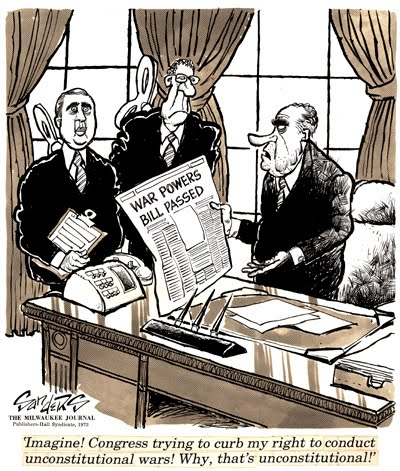 WAR POWERS
BILL PASSED
SANDERS
THE MILWAUKEE JOURNAL
Publishers-Hall Syndicate, 1973
'Imagine! Congress trying to curb my right to conduct
unconstitutional wars! Why, that's unconstitutional!'